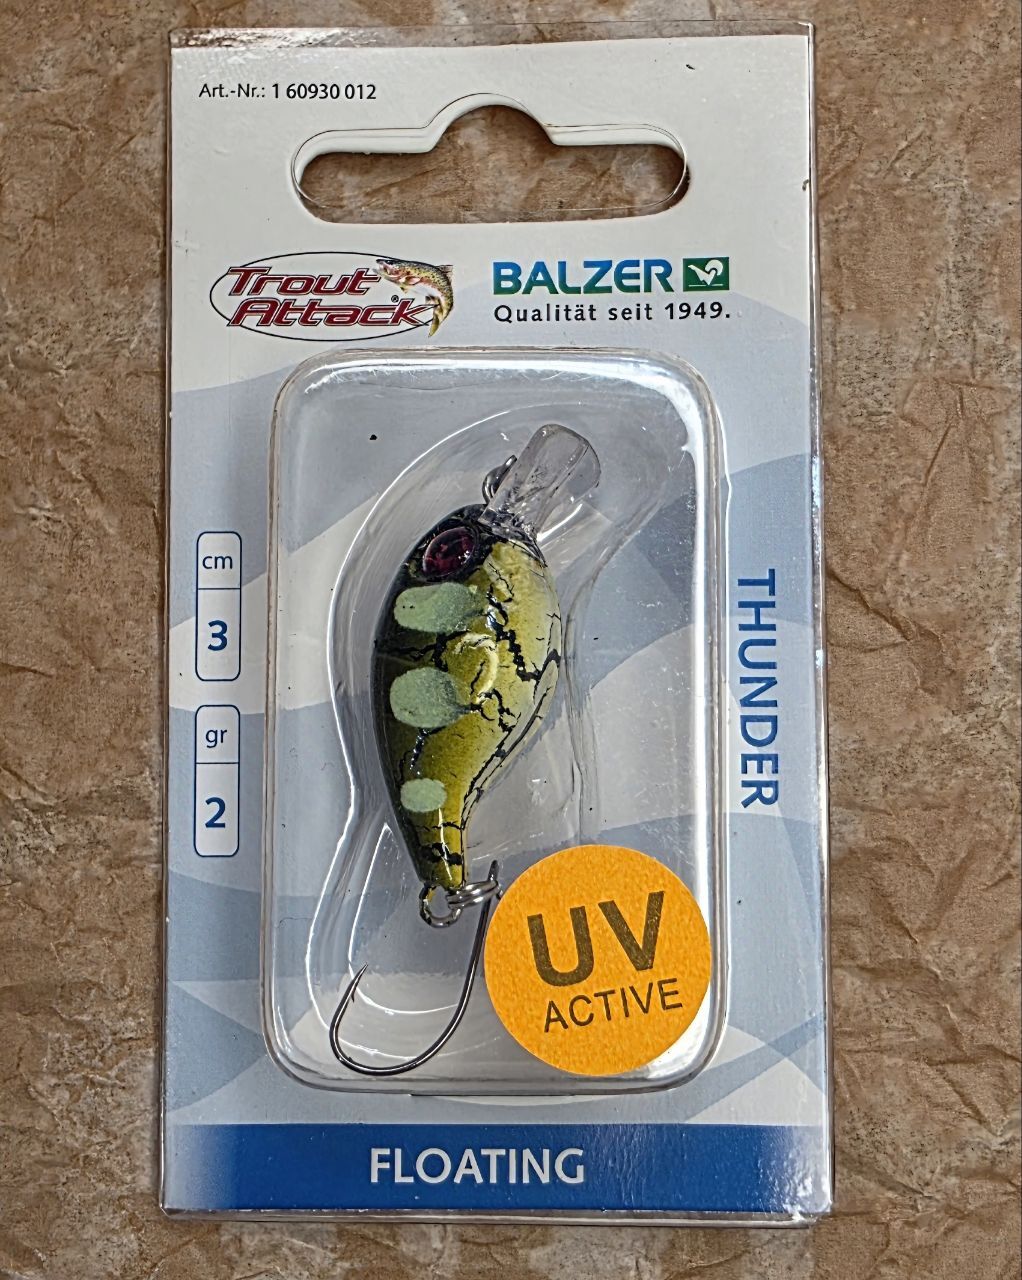 Art.-Nr.: 1 60930 012
Trout
Attack®
BALZER
Qualität seit 1949.
cm
3
gr
2
THUNDER
UV
ACTIVE
FLOATING